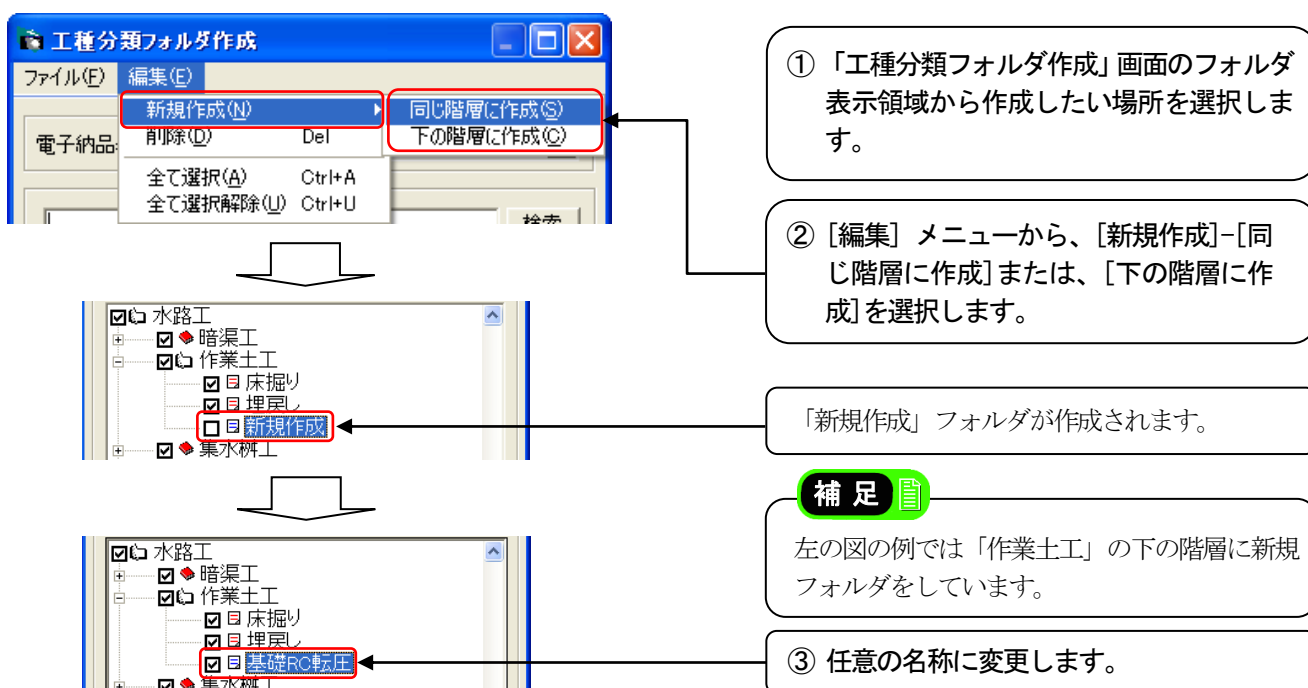 工種分類フォルダ作成
ファイル(F) 編集(E)
新規作成(N)
同じ階層に作成(S)
下の階層に作成(C)
削除(D) Del
全て選択(A) Ctrl+A
全て選択解除(U) Ctrl+U
電子納品
検索
① 「工種分類フォルダ作成」画面のフォルダ
表示領域から作成したい場所を選択しま
す。
② [編集] メニューから、[新規作成]-[同
じ階層に作成]または、[下の階層に作
成]を選択します。
水路工
暗渠工
作業土工
床掘り
埋戻し
新規作成
集水桝工
「新規作成」フォルダが作成されます。
補 足
左の図の例では「作業土工」の下の階層に新規
フォルダをしています。
水路工
暗渠工
作業土工
床掘り
埋戻し
基礎RC転圧
集水桝工
③ 任意の名称に変更します。